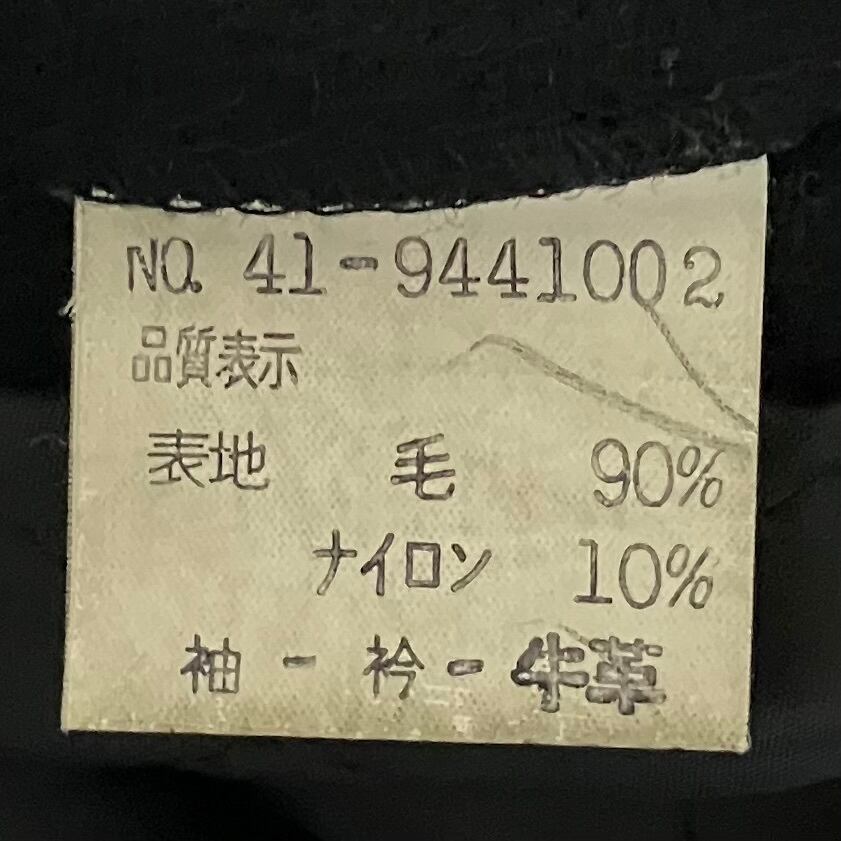 NO. 41-9441002
品質表示
表地 毛 90%
ナイロン 10%
袖 - 衿 - 牛革